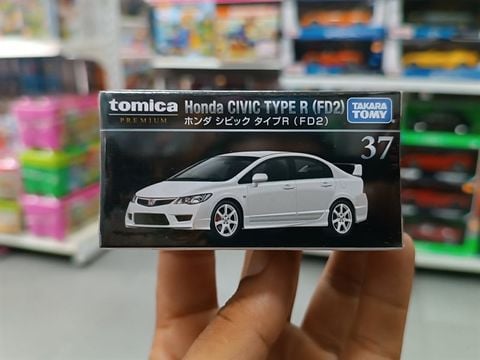 tomica Honda CIVIC TYPE R (FD2)
PREMIUM ホンダ シビック タイプR (FD2)
TAKARA
TOMY
37